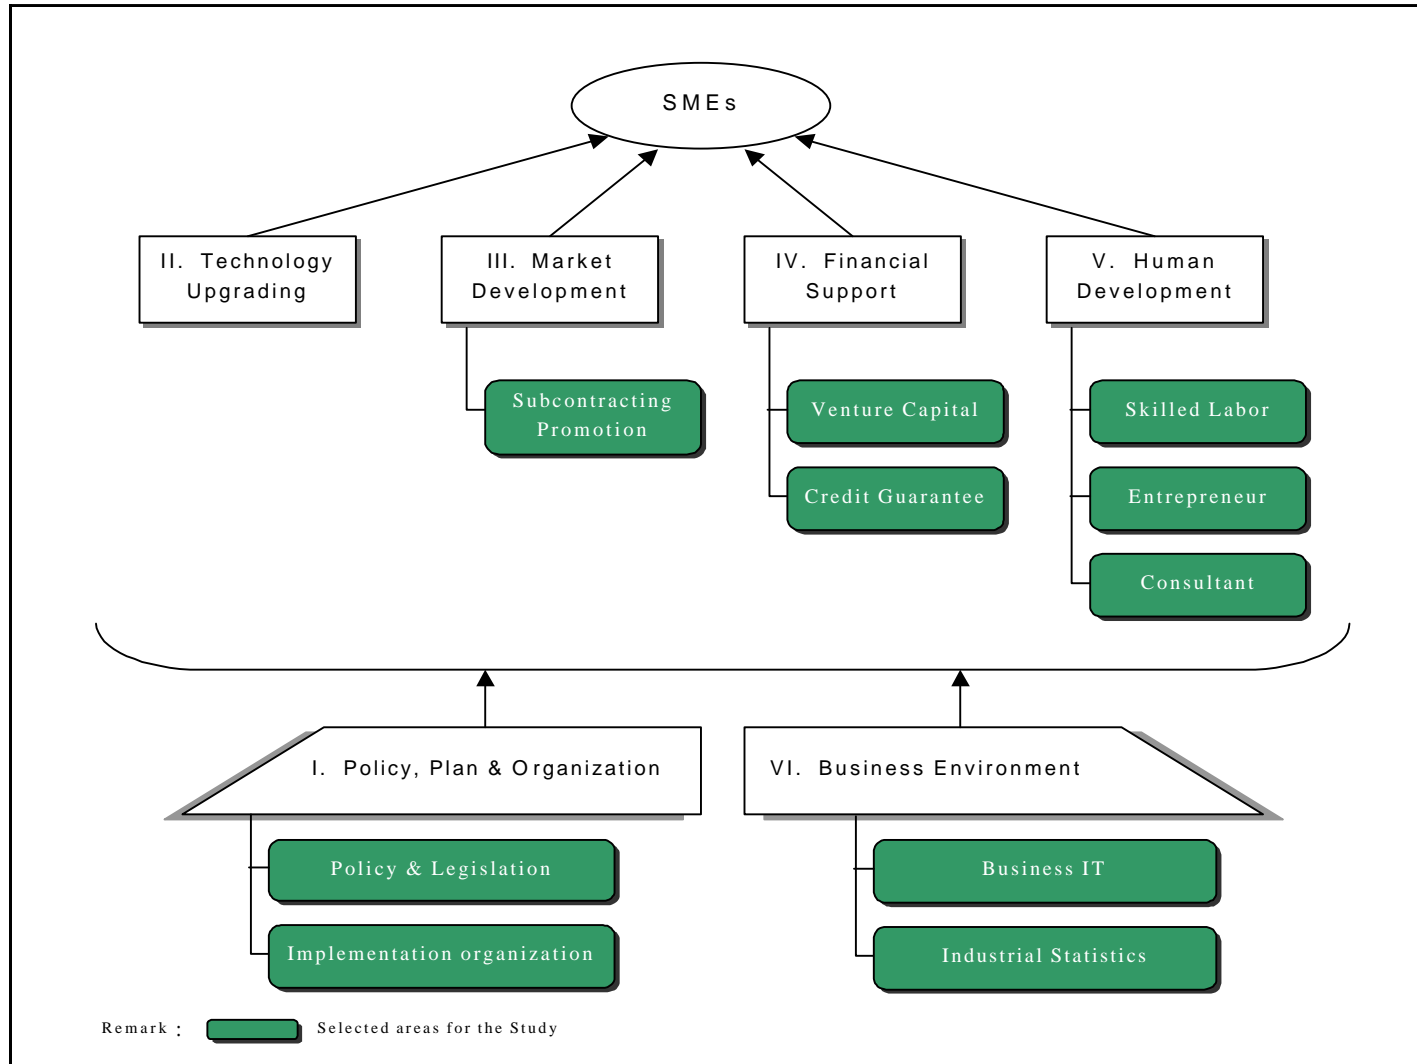 SMEs
II. Technology
Upgrading
III. Market
Development
IV. Financial
Support
V. Human
Development
Subcontracting
Promotion
Venture Capital
Credit Guarantee
Skilled Labor
Entrepreneur
Consultant
I. Policy, Plan & Organization
VI. Business Environment
Policy & Legislation
Implementation organization
Business IT
Industrial Statistics
Remark : Selected areas for the Study